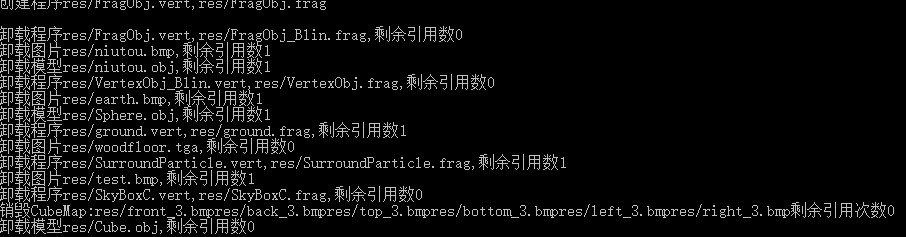 创建程序res/FragObj.vert,res/FragObj.frag
卸载程序res/FragObj.vert,res/FragObj_Blin.frag,剩余引用数0
卸载图片res/niutou.bmp,剩余引用数1
卸载模型res/niutou.obj,剩余引用数1
卸载程序res/VertexObj_Blin.vert,res/VertexObj.frag,剩余引用数0
卸载图片res/earth.bmp,剩余引用数1
卸载模型res/Sphere.obj,剩余引用数1
卸载程序res/ground.vert,res/ground.frag,剩余引用数1
卸载图片res/woodfloor.tga,剩余引用数0
卸载程序res/SurroundParticle.vert,res/SurroundParticle.frag,剩余引用数1
卸载图片res/test.bmp,剩余引用数1
卸载程序res/SkyBoxC.vert,res/SkyBoxC.frag,剩余引用数0
销毁CubeMap:res/front_3.bmpres/back_3.bmpres/top_3.bmpres/bottom_3.bmpres/left_3.bmpres/right_3.bmp剩余引用次数0
卸载模型res/Cube.obj,剩余引用数0